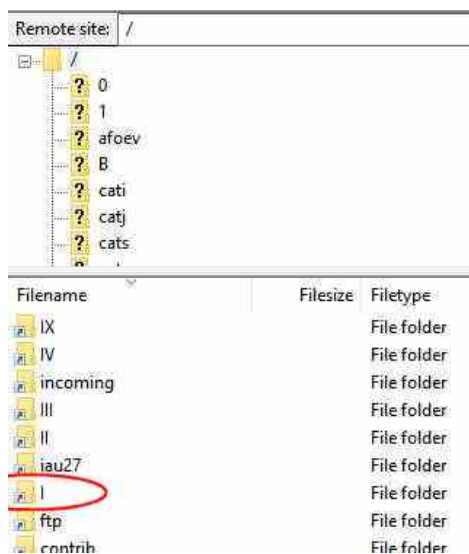 Remote site: /
/
0
1
afoev
B
cati
catj
cats
Filename Filesize Filetype
IX File folder
IV File folder
incoming File folder
III File folder
II File folder
iau27 File folder
I File folder
ftp File folder
contrib File folder